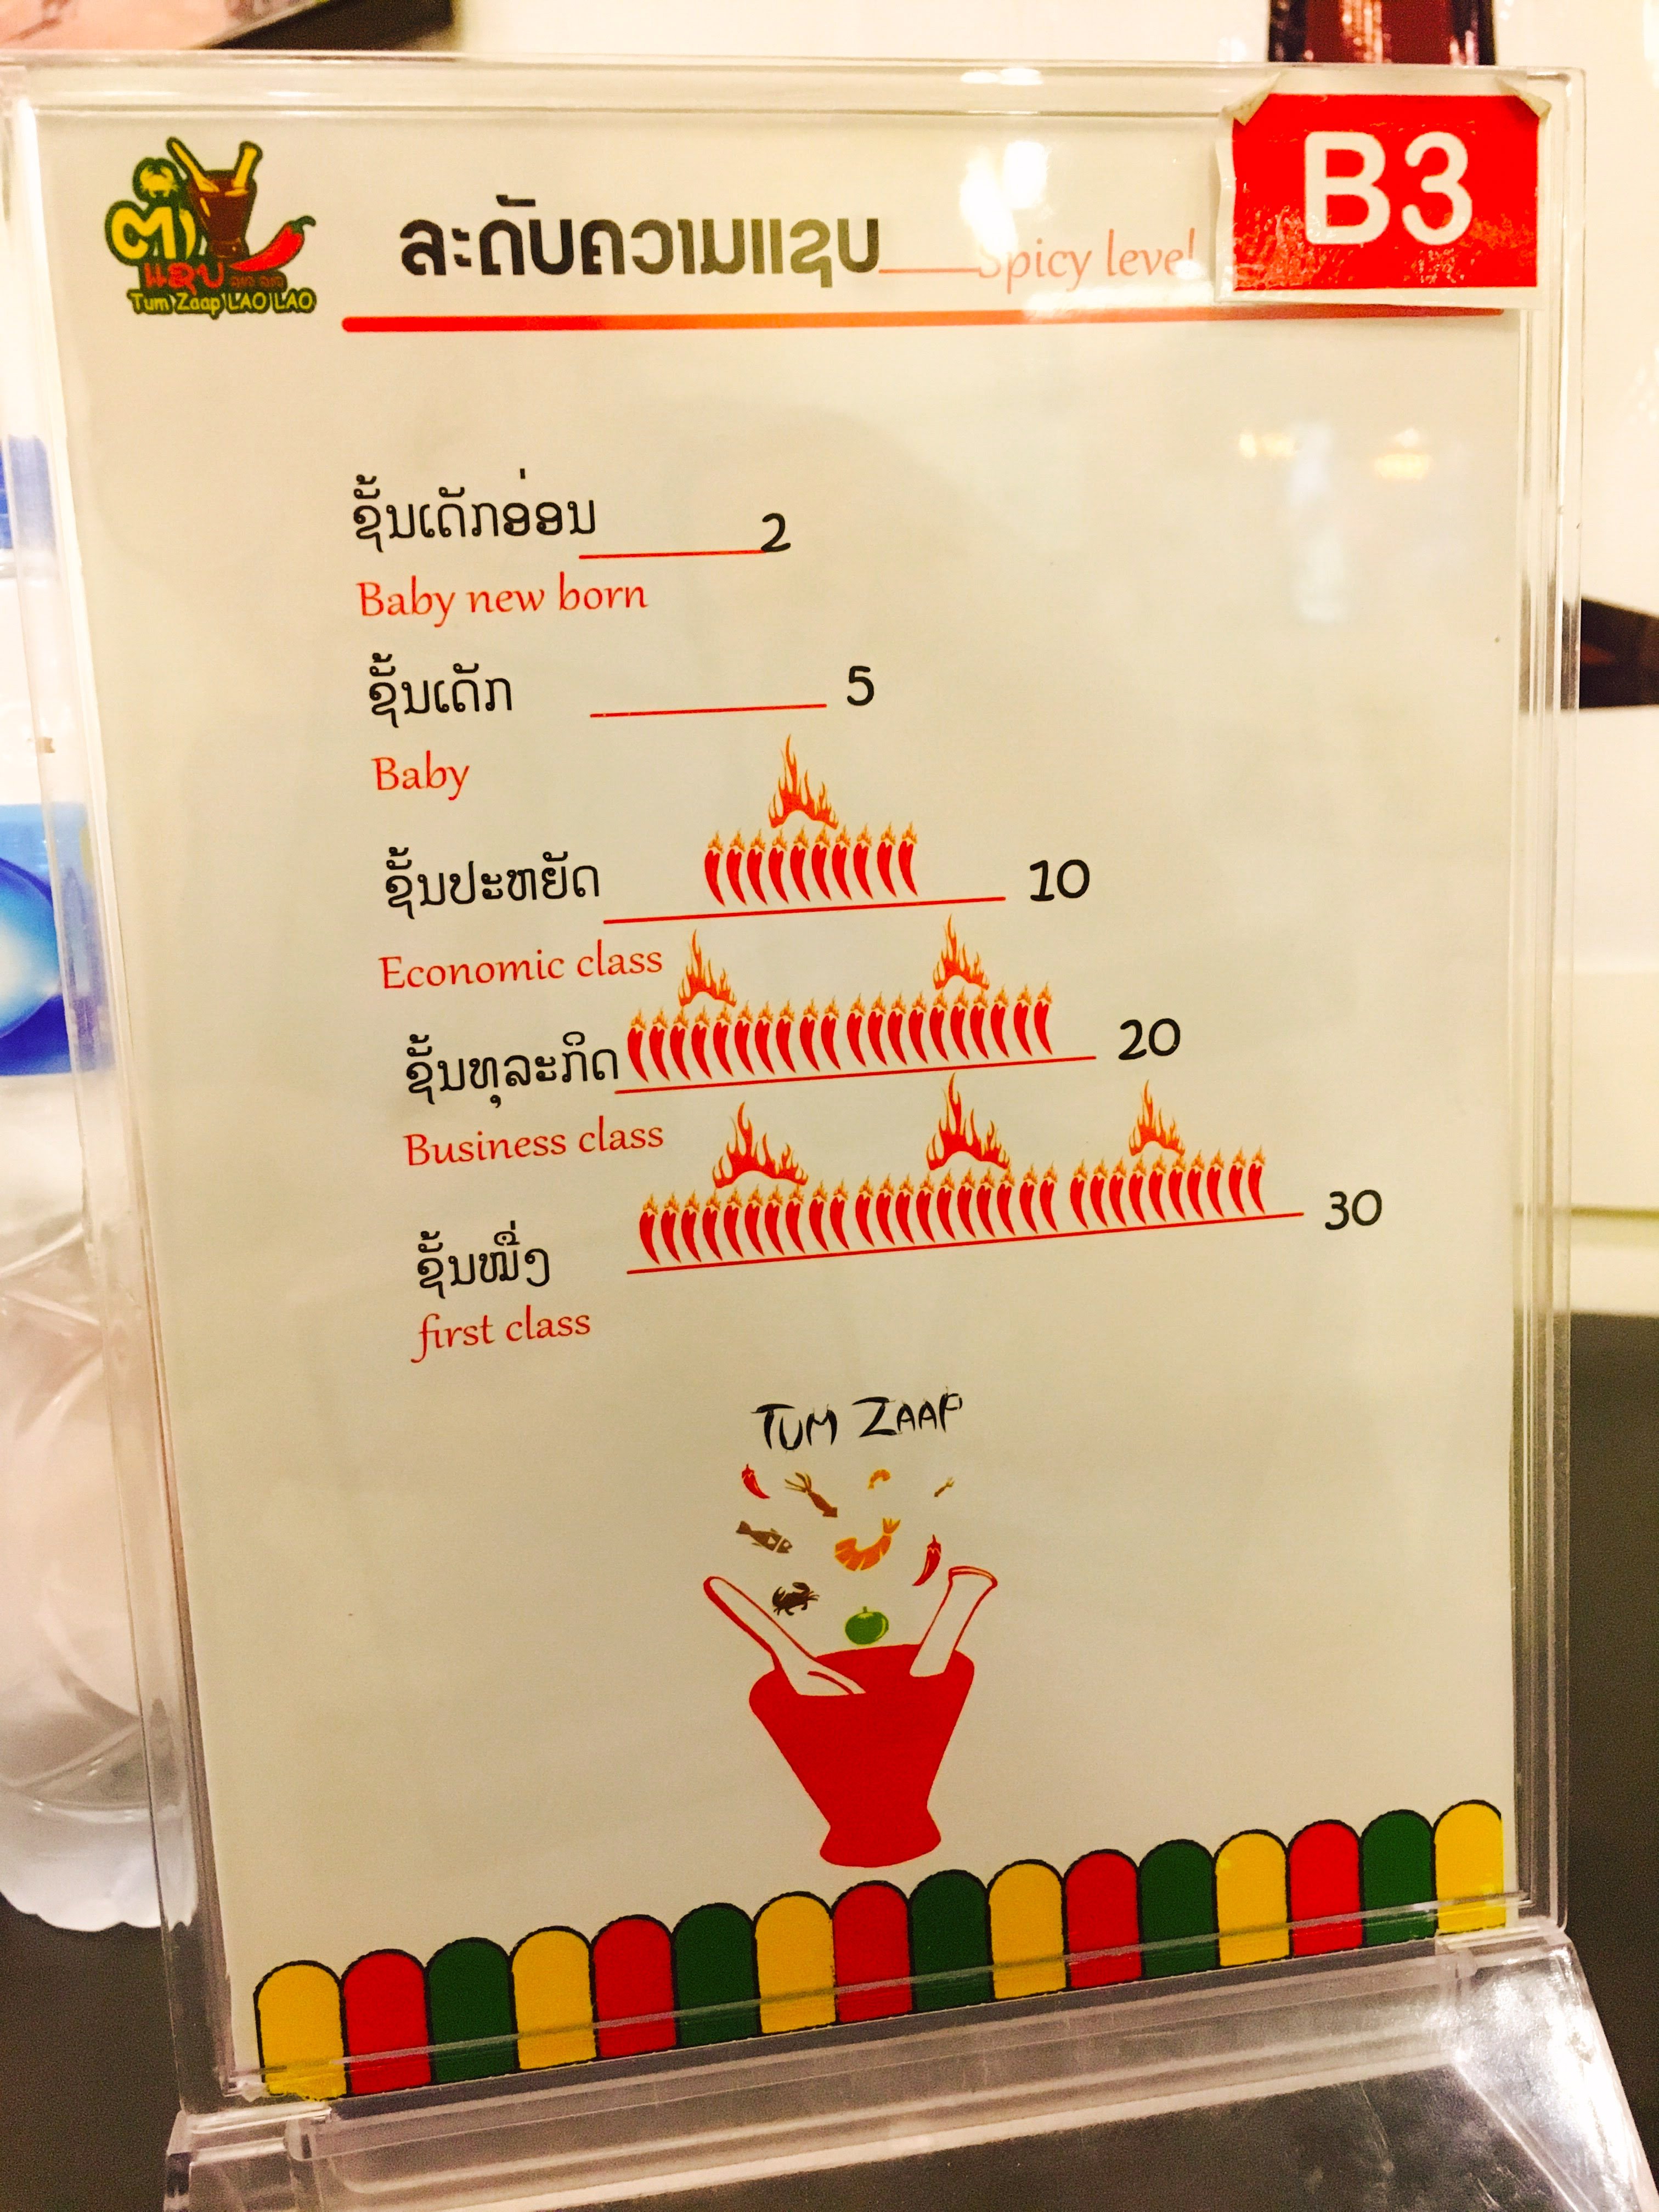 B3
ຕຳ
ແຊບ
Tum Zaap LAO LAO
ລະດັບຄວາມແຊບ Spicy level
ຊັ້ນເດັກອ່ອນ 2
Baby new born
ຊັ້ນເດັກ 5
Baby
ຊັ້ນປະຫຍັດ 10
Economic class
ຊັ້ນທຸລະກິດ 20
Business class
ຊັ້ນໜຶ່ງ 30
first class
TUM ZAAP